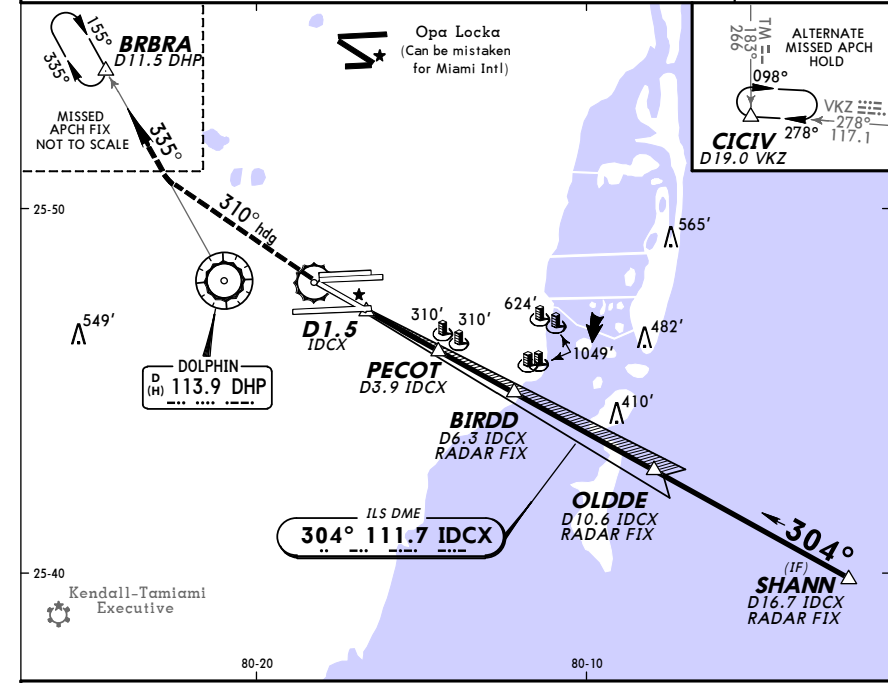 155°
335°
BRBRA
D11.5 DHP
MISSED
APCH FIX
NOT TO SCALE
335°
Opa Locka
(Can be mistaken
for Miami Intl)
TM
183°
266
ALTERNATE
MISSED APCH
HOLD
098°
VKZ
278°
278°
117.1
CICIV
D19.0 VKZ
25-50
310° hdg
565'
549'
D1.5
IDCX
310'
310'
624'
482'
1049'
DOLPHIN
D
(H) 113.9 DHP
PECOT
D3.9 IDCX
410'
BIRDD
D6.3 IDCX
RADAR FIX
OLDDE
D10.6 IDCX
RADAR FIX
ILS DME
304° 111.7 IDCX
304°
25-40
(IF)
SHANN
D16.7 IDCX
RADAR FIX
Kendall-Tamiami
Executive
80-20
80-10